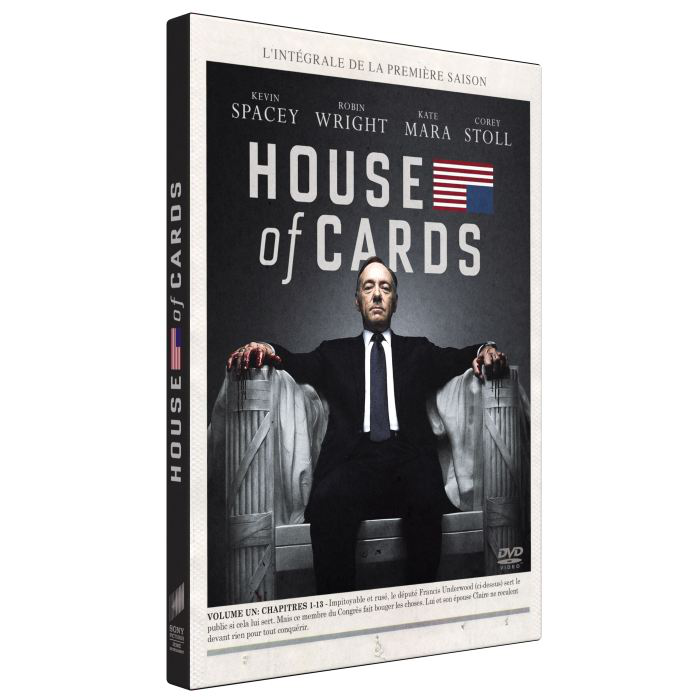 L'INTÉGRALE DE LA PREMIÈRE SAISON
KEVIN SPACEY
ROBIN WRIGHT
KATE MARA
COREY STOLL
HOUSE
of CARDS
DVD
VIDEO
VOLUME UN: CHAPITRES 1-13 - Impitoyable et rusé, le député Francis Underwood (ci-dessus) sert le
public si cela lui sert. Mais ce membre du Congrès fait bouger les choses. Lui et son épouse Claire ne reculent
devant rien pour tout conquérir.
HOUSE of CARDS
SONY
PICTURES